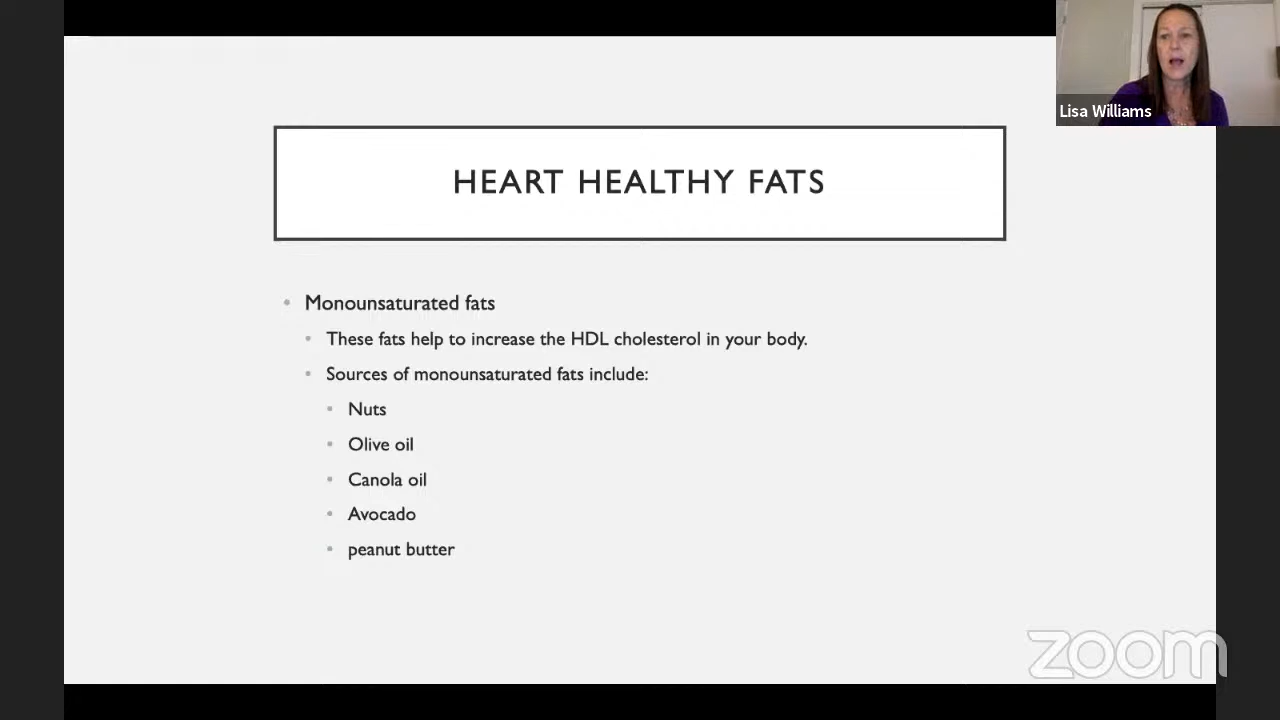 Lisa Williams
HEART HEALTHY FATS
Monounsaturated fats
These fats help to increase the HDL cholesterol in your body.
Sources of monounsaturated fats include:
Nuts
Olive oil
Canola oil
Avocado
peanut butter
zoom